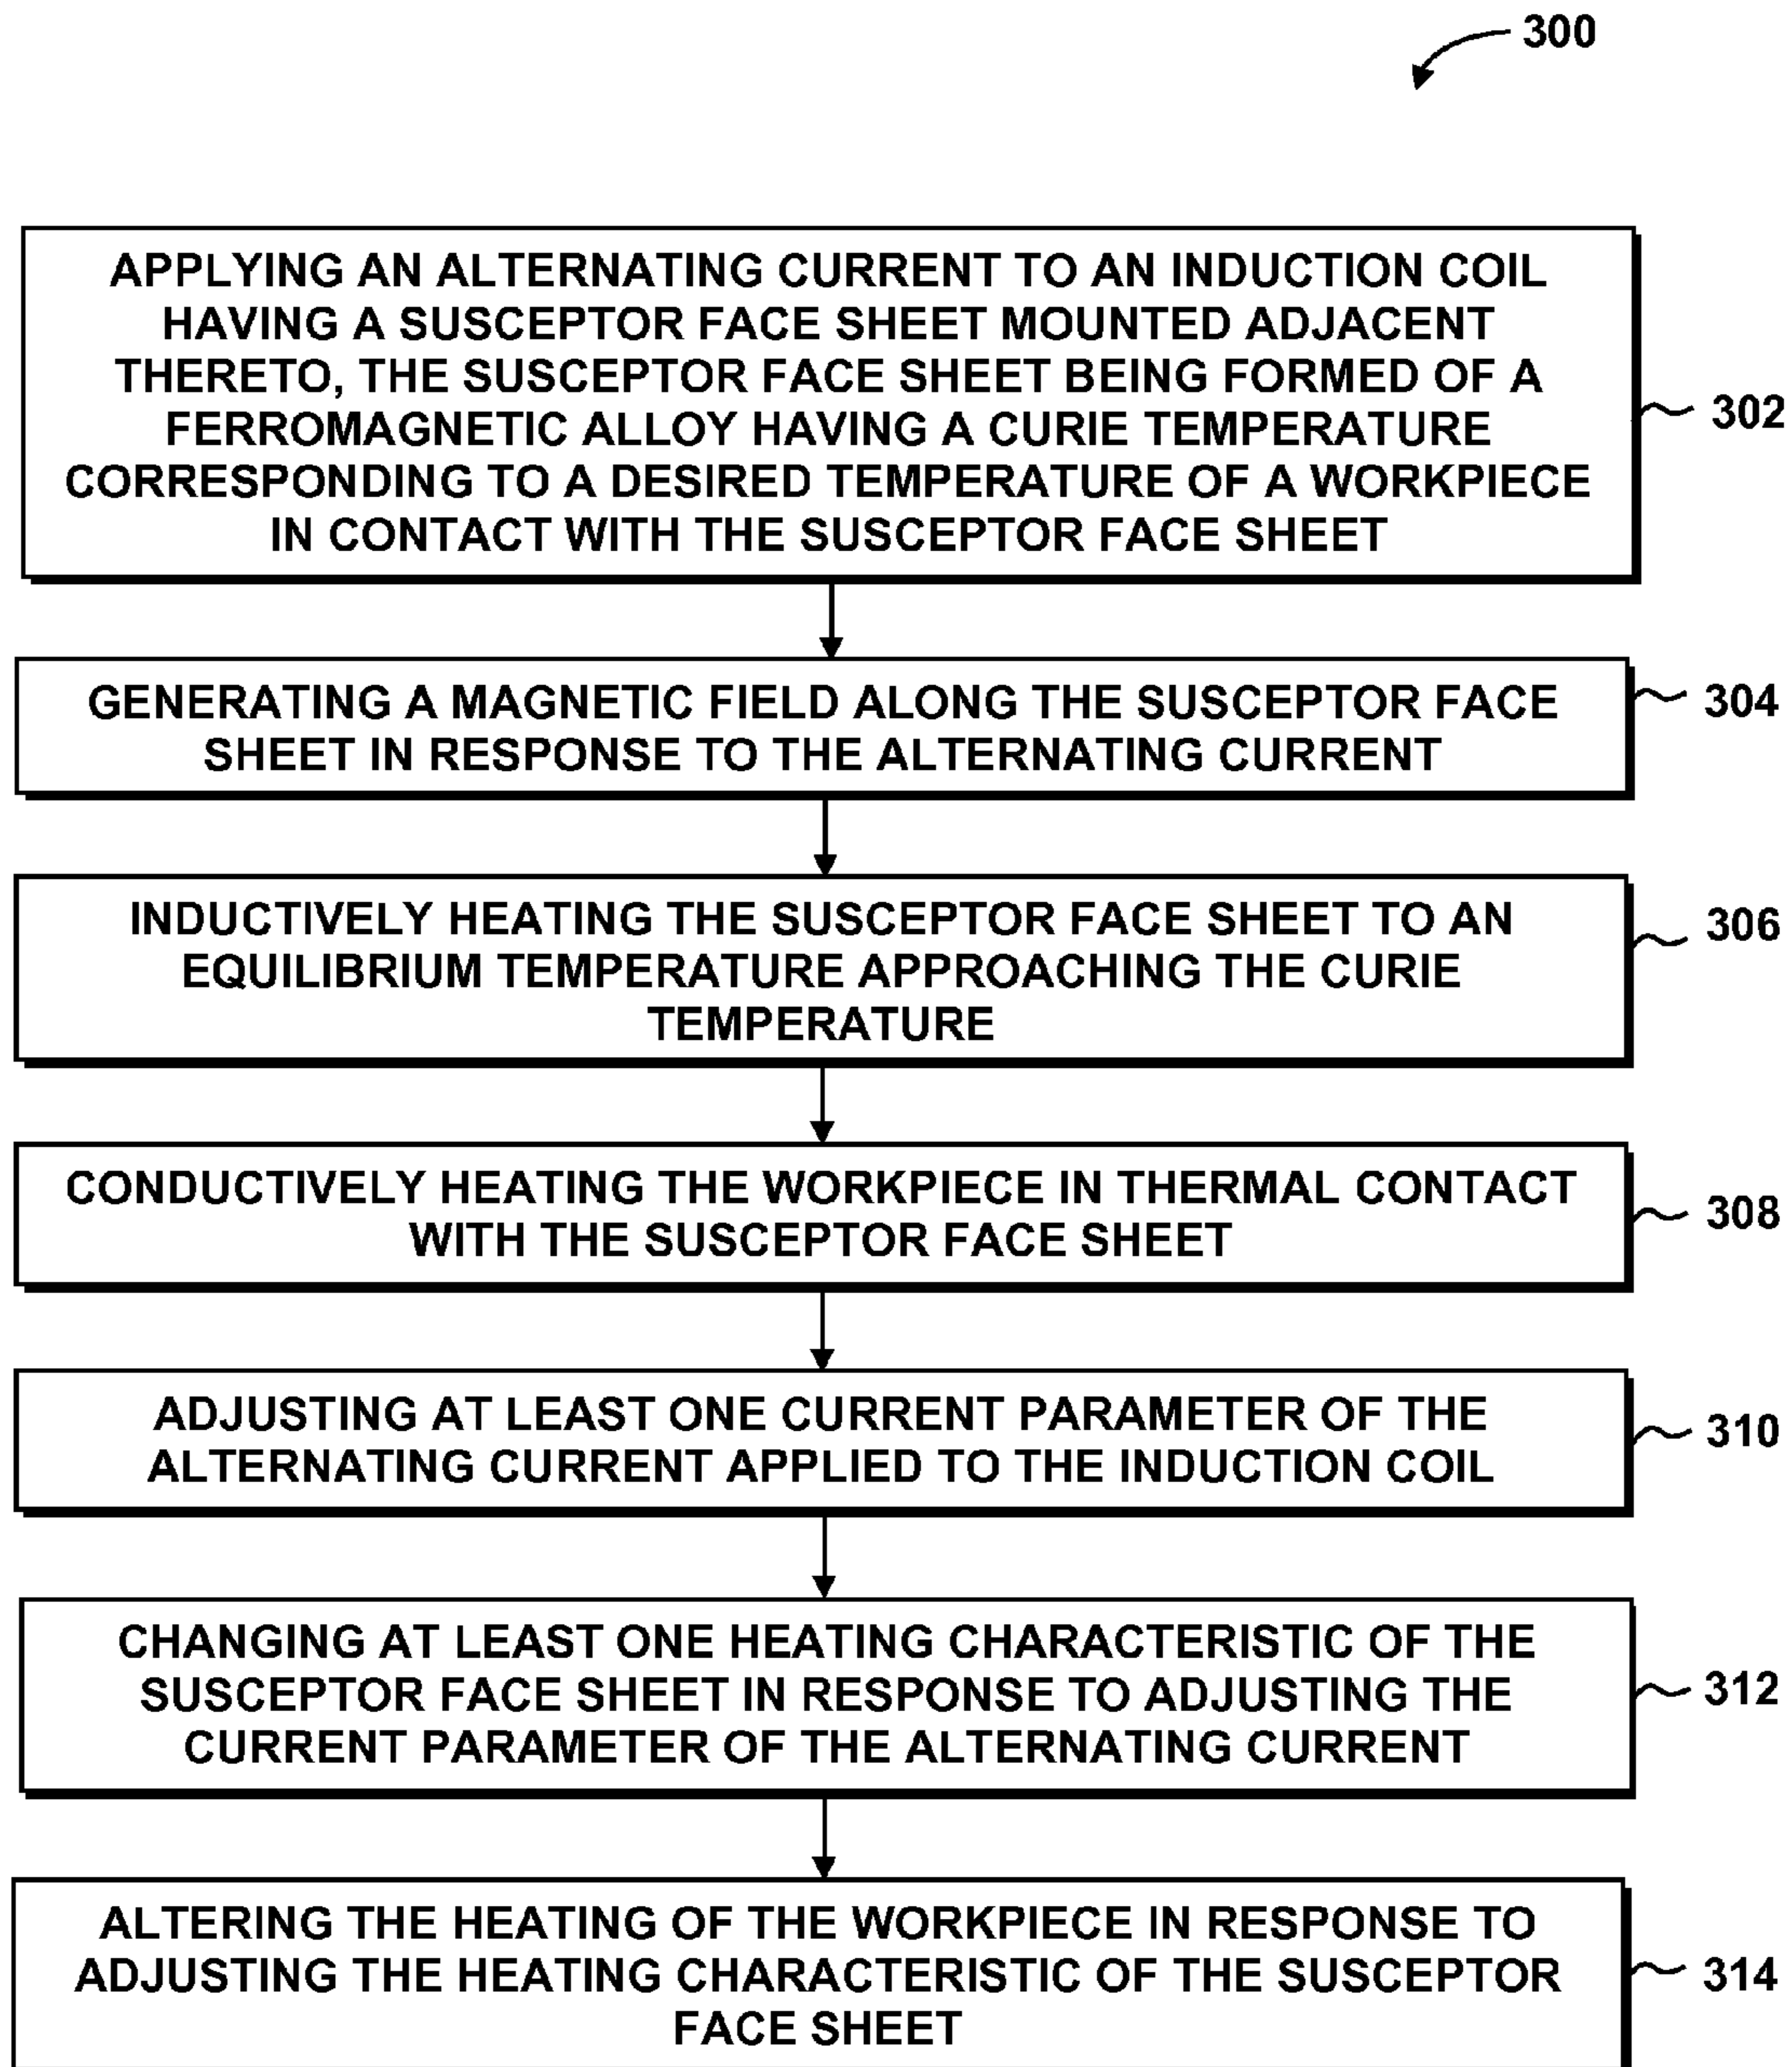 300
APPLYING AN ALTERNATING CURRENT TO AN INDUCTION COIL
HAVING A SUSCEPTOR FACE SHEET MOUNTED ADJACENT
THERETO, THE SUSCEPTOR FACE SHEET BEING FORMED OF A
FERROMAGNETIC ALLOY HAVING A CURIE TEMPERATURE
CORRESPONDING TO A DESIRED TEMPERATURE OF A WORKPIECE
IN CONTACT WITH THE SUSCEPTOR FACE SHEET
302
GENERATING A MAGNETIC FIELD ALONG THE SUSCEPTOR FACE
SHEET IN RESPONSE TO THE ALTERNATING CURRENT
304
INDUCTIVELY HEATING THE SUSCEPTOR FACE SHEET TO AN
EQUILIBRIUM TEMPERATURE APPROACHING THE CURIE
TEMPERATURE
306
CONDUCTIVELY HEATING THE WORKPIECE IN THERMAL CONTACT
WITH THE SUSCEPTOR FACE SHEET
308
ADJUSTING AT LEAST ONE CURRENT PARAMETER OF THE
ALTERNATING CURRENT APPLIED TO THE INDUCTION COIL
310
CHANGING AT LEAST ONE HEATING CHARACTERISTIC OF THE
SUSCEPTOR FACE SHEET IN RESPONSE TO ADJUSTING THE
CURRENT PARAMETER OF THE ALTERNATING CURRENT
312
ALTERING THE HEATING OF THE WORKPIECE IN RESPONSE TO
ADJUSTING THE HEATING CHARACTERISTIC OF THE SUSCEPTOR
FACE SHEET
314